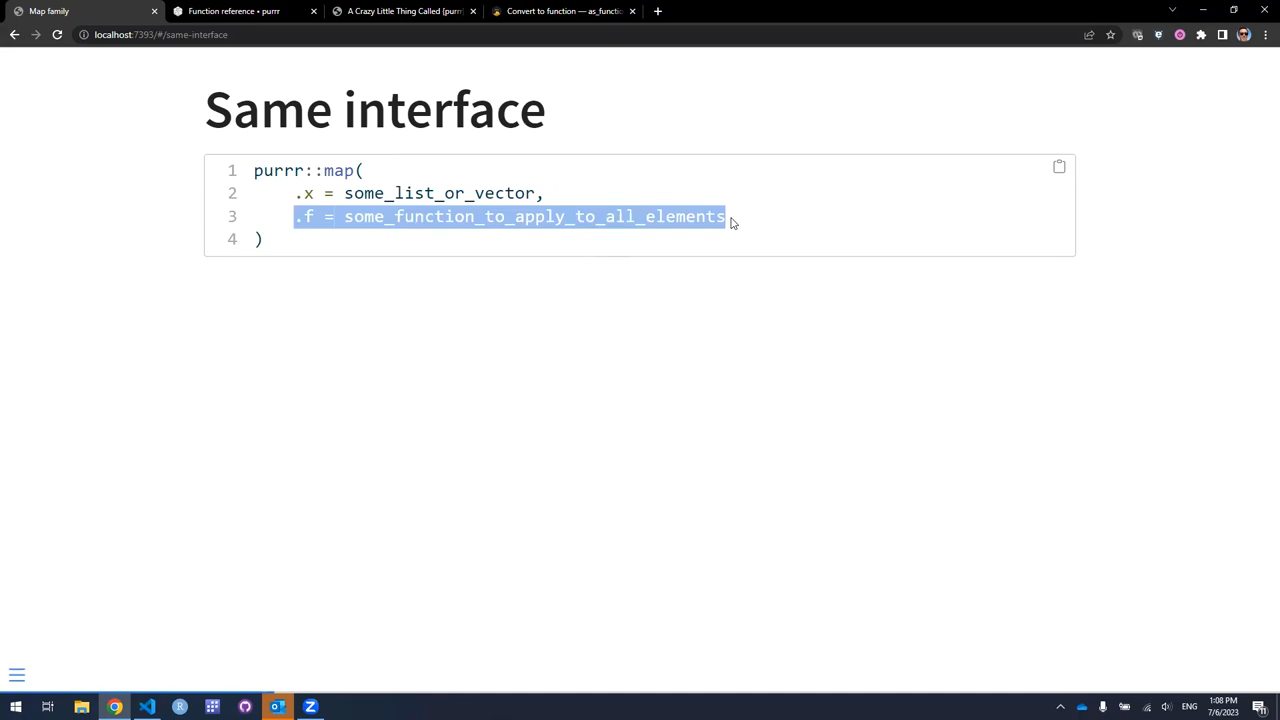 Map family
Function reference • purrr
A Crazy Little Thing Called {purrr
Convert to function — as_functio
localhost:7393/#/same-interface
Same interface
1 purrr::map(
2 .x = some_list_or_vector,
3 .f = some_function_to_apply_to_all_elements
4 )
ENG
1:08 PM
7/6/2023